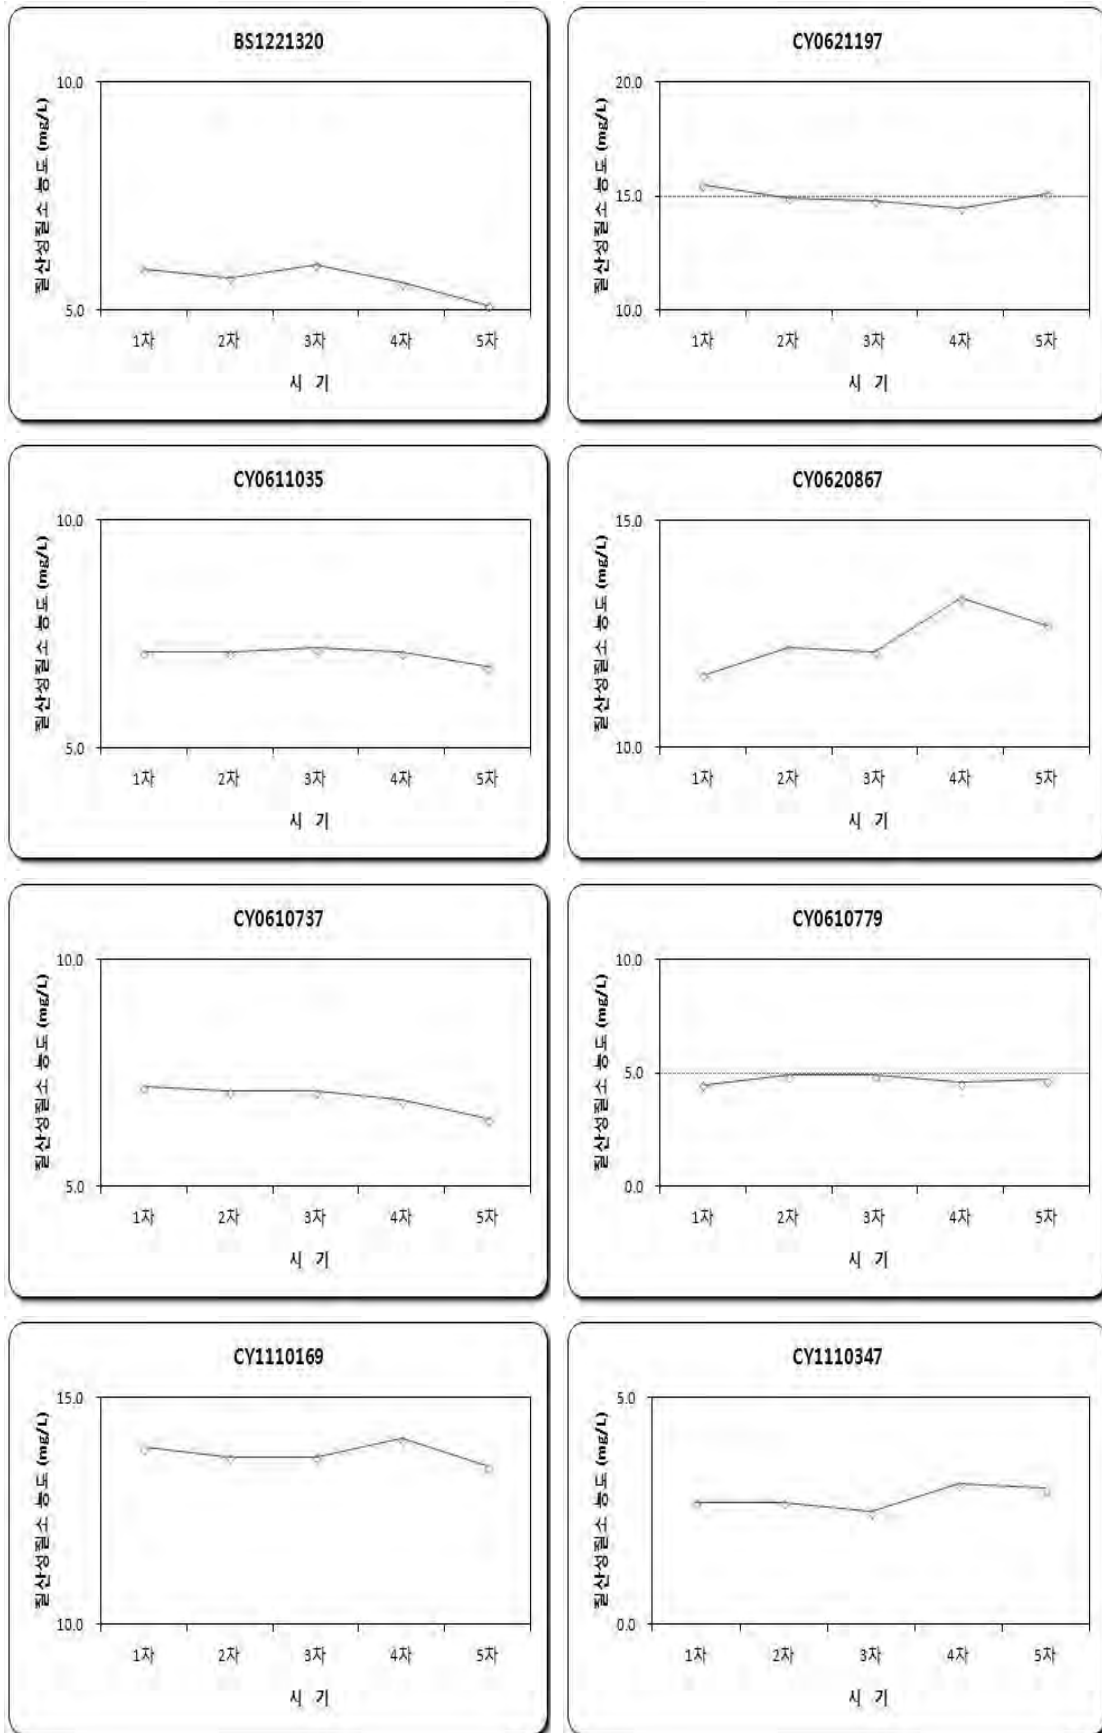 BS1221320
질산성질소 농도 (mg/L)
10.0
5.0
1차
2차
3차
4차
5차
시 기
CY0621197
질산성질소 농도 (mg/L)
20.0
15.0
10.0
1차
2차
3차
4차
5차
시 기
CY0611035
질산성질소 농도 (mg/L)
10.0
5.0
1차
2차
3차
4차
5차
시 기
CY0620867
질산성질소 농도 (mg/L)
15.0
10.0
1차
2차
3차
4차
5차
시 기
CY0610737
질산성질소 농도 (mg/L)
10.0
5.0
1차
2차
3차
4차
5차
시 기
CY0610779
질산성질소 농도 (mg/L)
10.0
5.0
0.0
1차
2차
3차
4차
5차
시 기
CY1110169
질산성질소 농도 (mg/L)
15.0
10.0
1차
2차
3차
4차
5차
시 기
CY1110347
질산성질소 농도 (mg/L)
5.0
0.0
1차
2차
3차
4차
5차
시 기